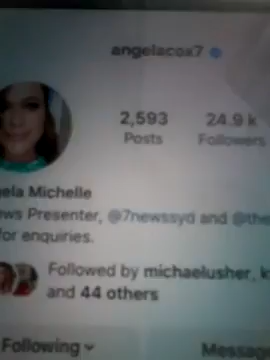 angelacox7
2,593 24.9 k
Posts Followers
ela Michelle
ws Presenter, @7newssyd and @the
for enquiries.
Followed by michaelusher, k
and 44 others
Following Messag